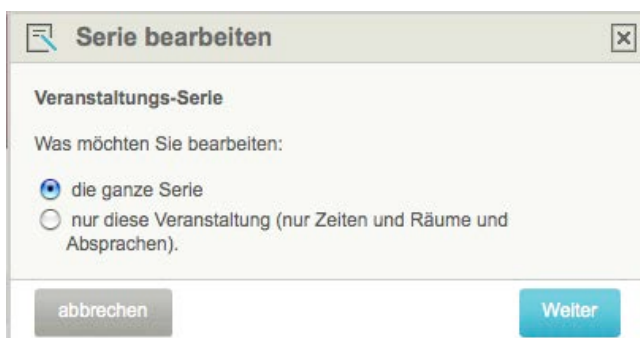 Serie bearbeiten
Veranstaltungs-Serie
Was möchten Sie bearbeiten:
die ganze Serie
nur diese Veranstaltung (nur Zeiten und Räume und
Absprachen).
abbrechen
Weiter